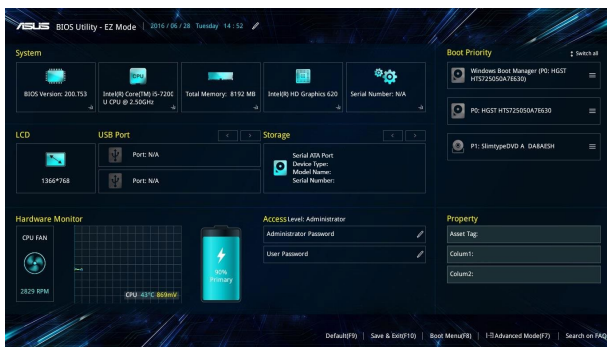 ASUS BIOS Utility - EZ Mode
2016 / 06 / 28 Tuesday 14 : 52
System
BIOS Version: 200.T53
CPU
Intel(R) Core(TM) i5-7200
U CPU @ 2.50GHz
Total Memory: 8192 MB
Intel(R) HD Graphics 620
Serial Number: N/A
Boot Priority
Switch all
Windows Boot Manager (P0: HGST
HTS725050A7E630)
P0: HGST HTS725050A7E630
P1: SlimtypeDVD A DA8AESH
LCD
1366*768
USB Port
Port: N/A
Port: N/A
Storage
Serial ATA Port
Device Type:
Model Name:
Serial Number:
Hardware Monitor
CPU FAN
2829 RPM
CPU 43°C 869mV
90%
Primary
Access Level: Administrator
Administrator Password
User Password
Property
Asset Tag:
Colum1:
Colum2:
Default(F9) | Save & Exit(F10) | Boot Menu(F8) | Advanced Mode(F7) | Search on FAQ